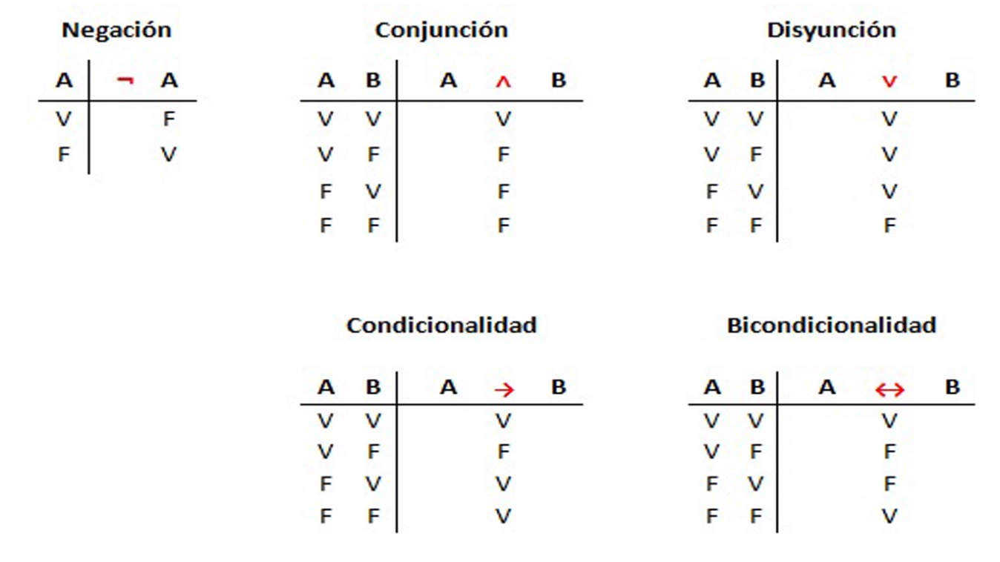 Negación
A ¬ A
V F
F V
Conjunción
A B A ∧ B
V V V
V F F
F V F
F F F
Disyunción
A B A ∨ B
V V V
V F V
F V V
F F F
Condicionalidad
A B A → B
V V V
V F F
F V V
F F V
Bicondicionalidad
A B A ↔ B
V V V
V F F
F V F
F F V